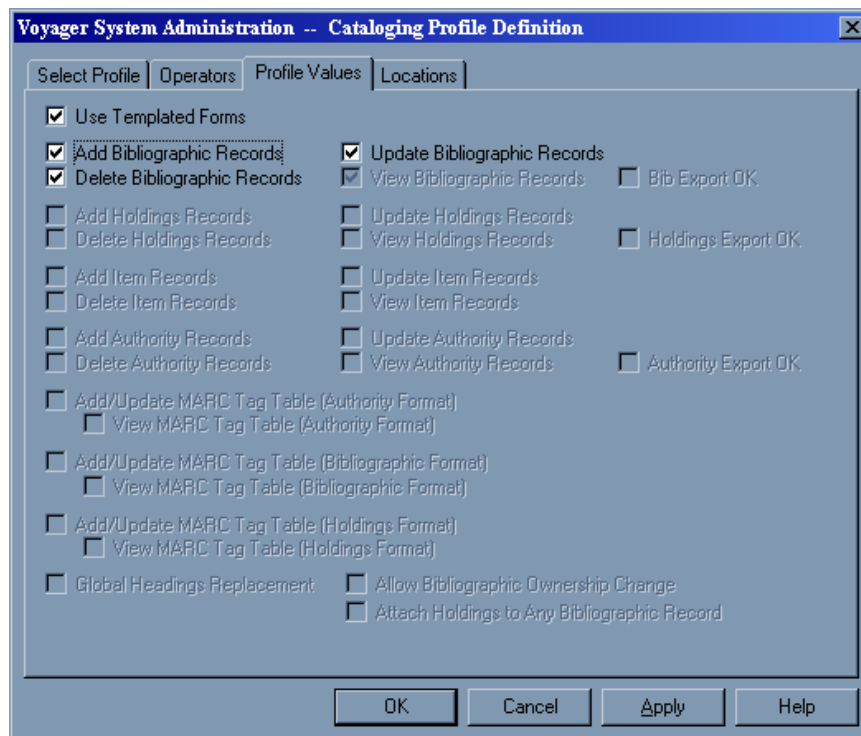 Voyager System Administration -- Cataloging Profile Definition
Select Profile Operators Profile Values Locations
Use Templated Forms
Add Bibliographic Records Update Bibliographic Records
Delete Bibliographic Records View Bibliographic Records Bib Export OK
Add Holdings Records Update Holdings Records
Delete Holdings Records View Holdings Records Holdings Export OK
Add Item Records Update Item Records
Delete Item Records View Item Records
Add Authority Records Update Authority Records
Delete Authority Records View Authority Records Authority Export OK
Add/Update MARC Tag Table (Authority Format)
View MARC Tag Table (Authority Format)
Add/Update MARC Tag Table (Bibliographic Format)
View MARC Tag Table (Bibliographic Format)
Add/Update MARC Tag Table (Holdings Format)
View MARC Tag Table (Holdings Format)
Global Headings Replacement Allow Bibliographic Ownership Change
Attach Holdings to Any Bibliographic Record
OK Cancel Apply Help